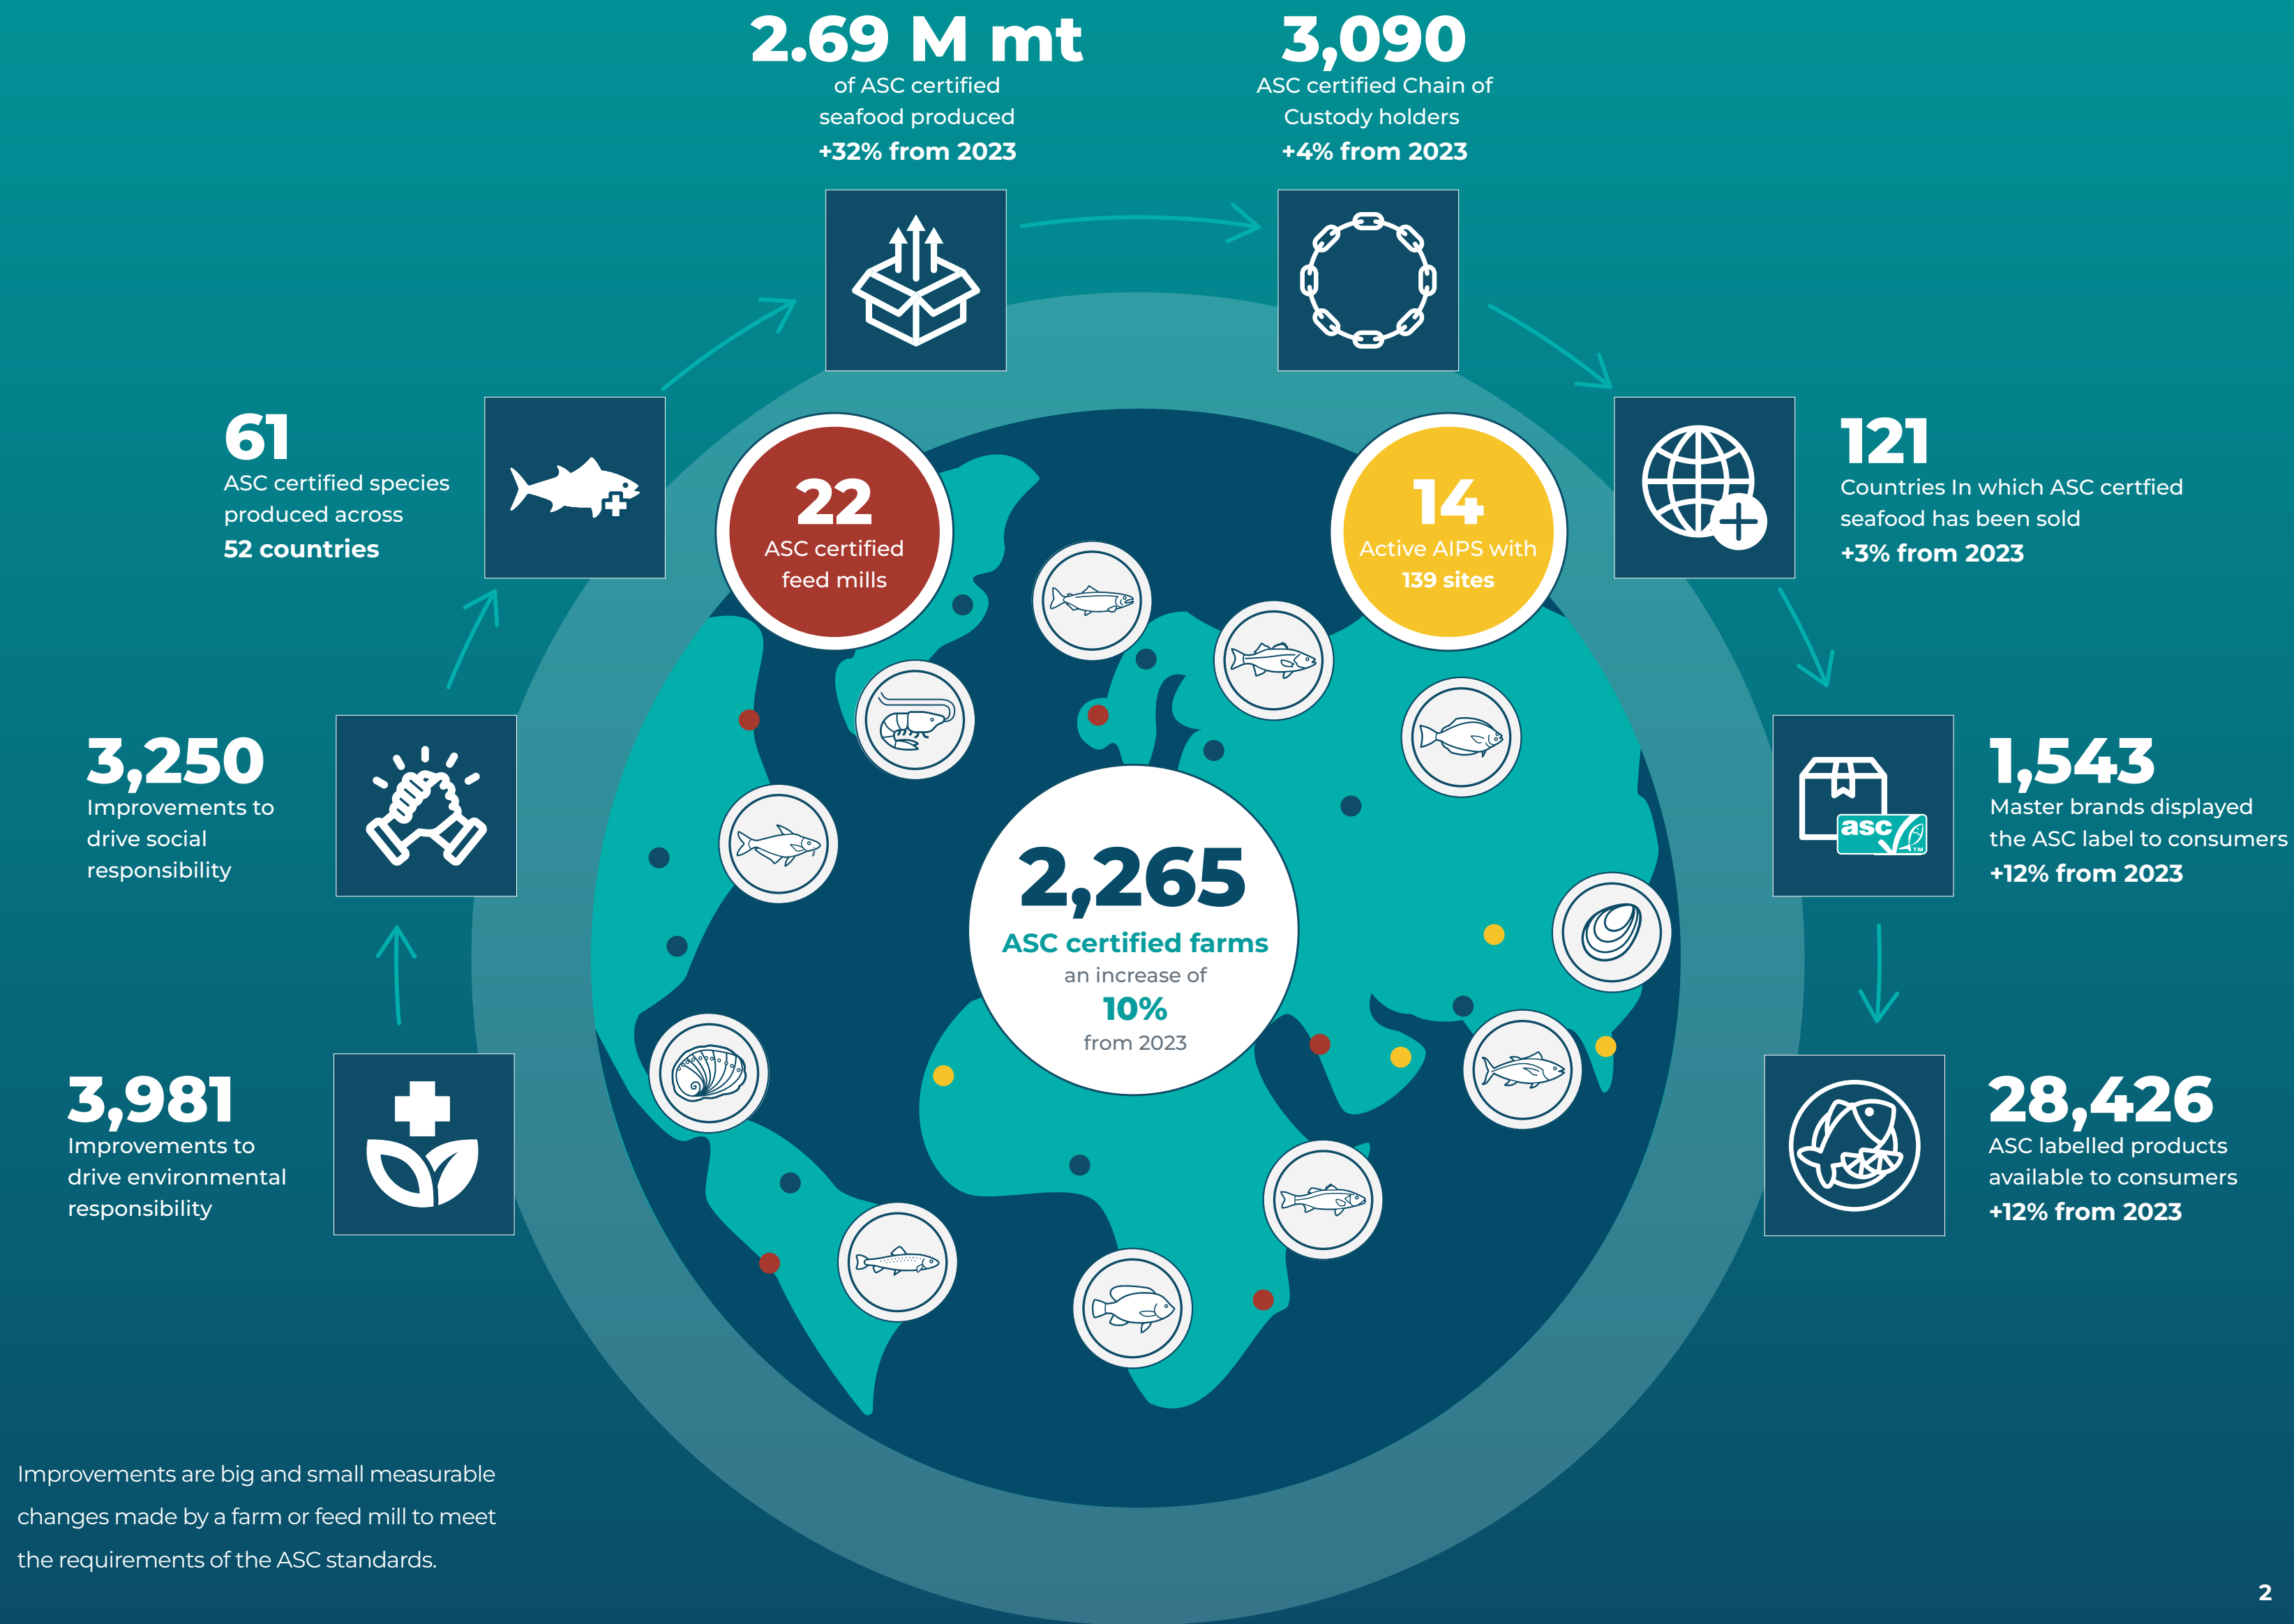 2.69 M mt
of ASC certified
seafood produced
+32% from 2023
3,090
ASC certified Chain of
Custody holders
+4% from 2023
61
ASC certified species
produced across
52 countries
22
ASC certified
feed mills
14
Active AIPS with
139 sites
121
Countries In which ASC certfied
seafood has been sold
+3% from 2023
3,250
Improvements to
drive social
responsibility
2,265
ASC certified farms
an increase of
10%
from 2023
asc
TM
1,543
Master brands displayed
the ASC label to consumers
+12% from 2023
3,981
Improvements to
drive environmental
responsibility
28,426
ASC labelled products
available to consumers
+12% from 2023
Improvements are big and small measurable
changes made by a farm or feed mill to meet
the requirements of the ASC standards.
2